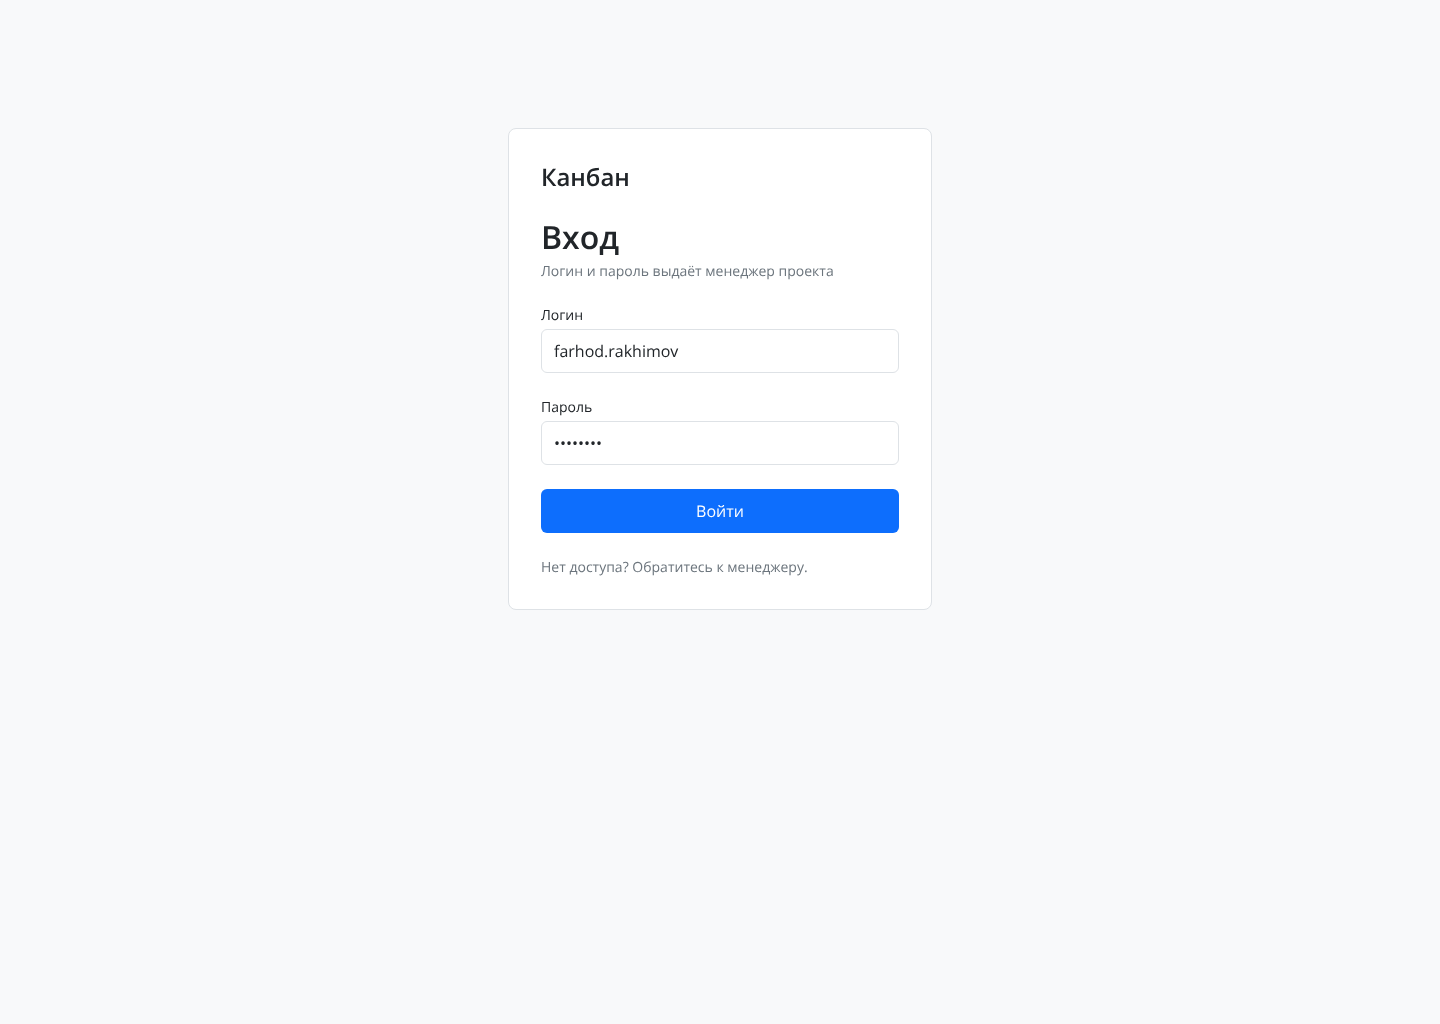 Канбан
Вход
Логин и пароль выдаёт менеджер проекта
Логин
farhod.rakhimov
Пароль
••••••••
Войти
Нет доступа? Обратитесь к менеджеру.